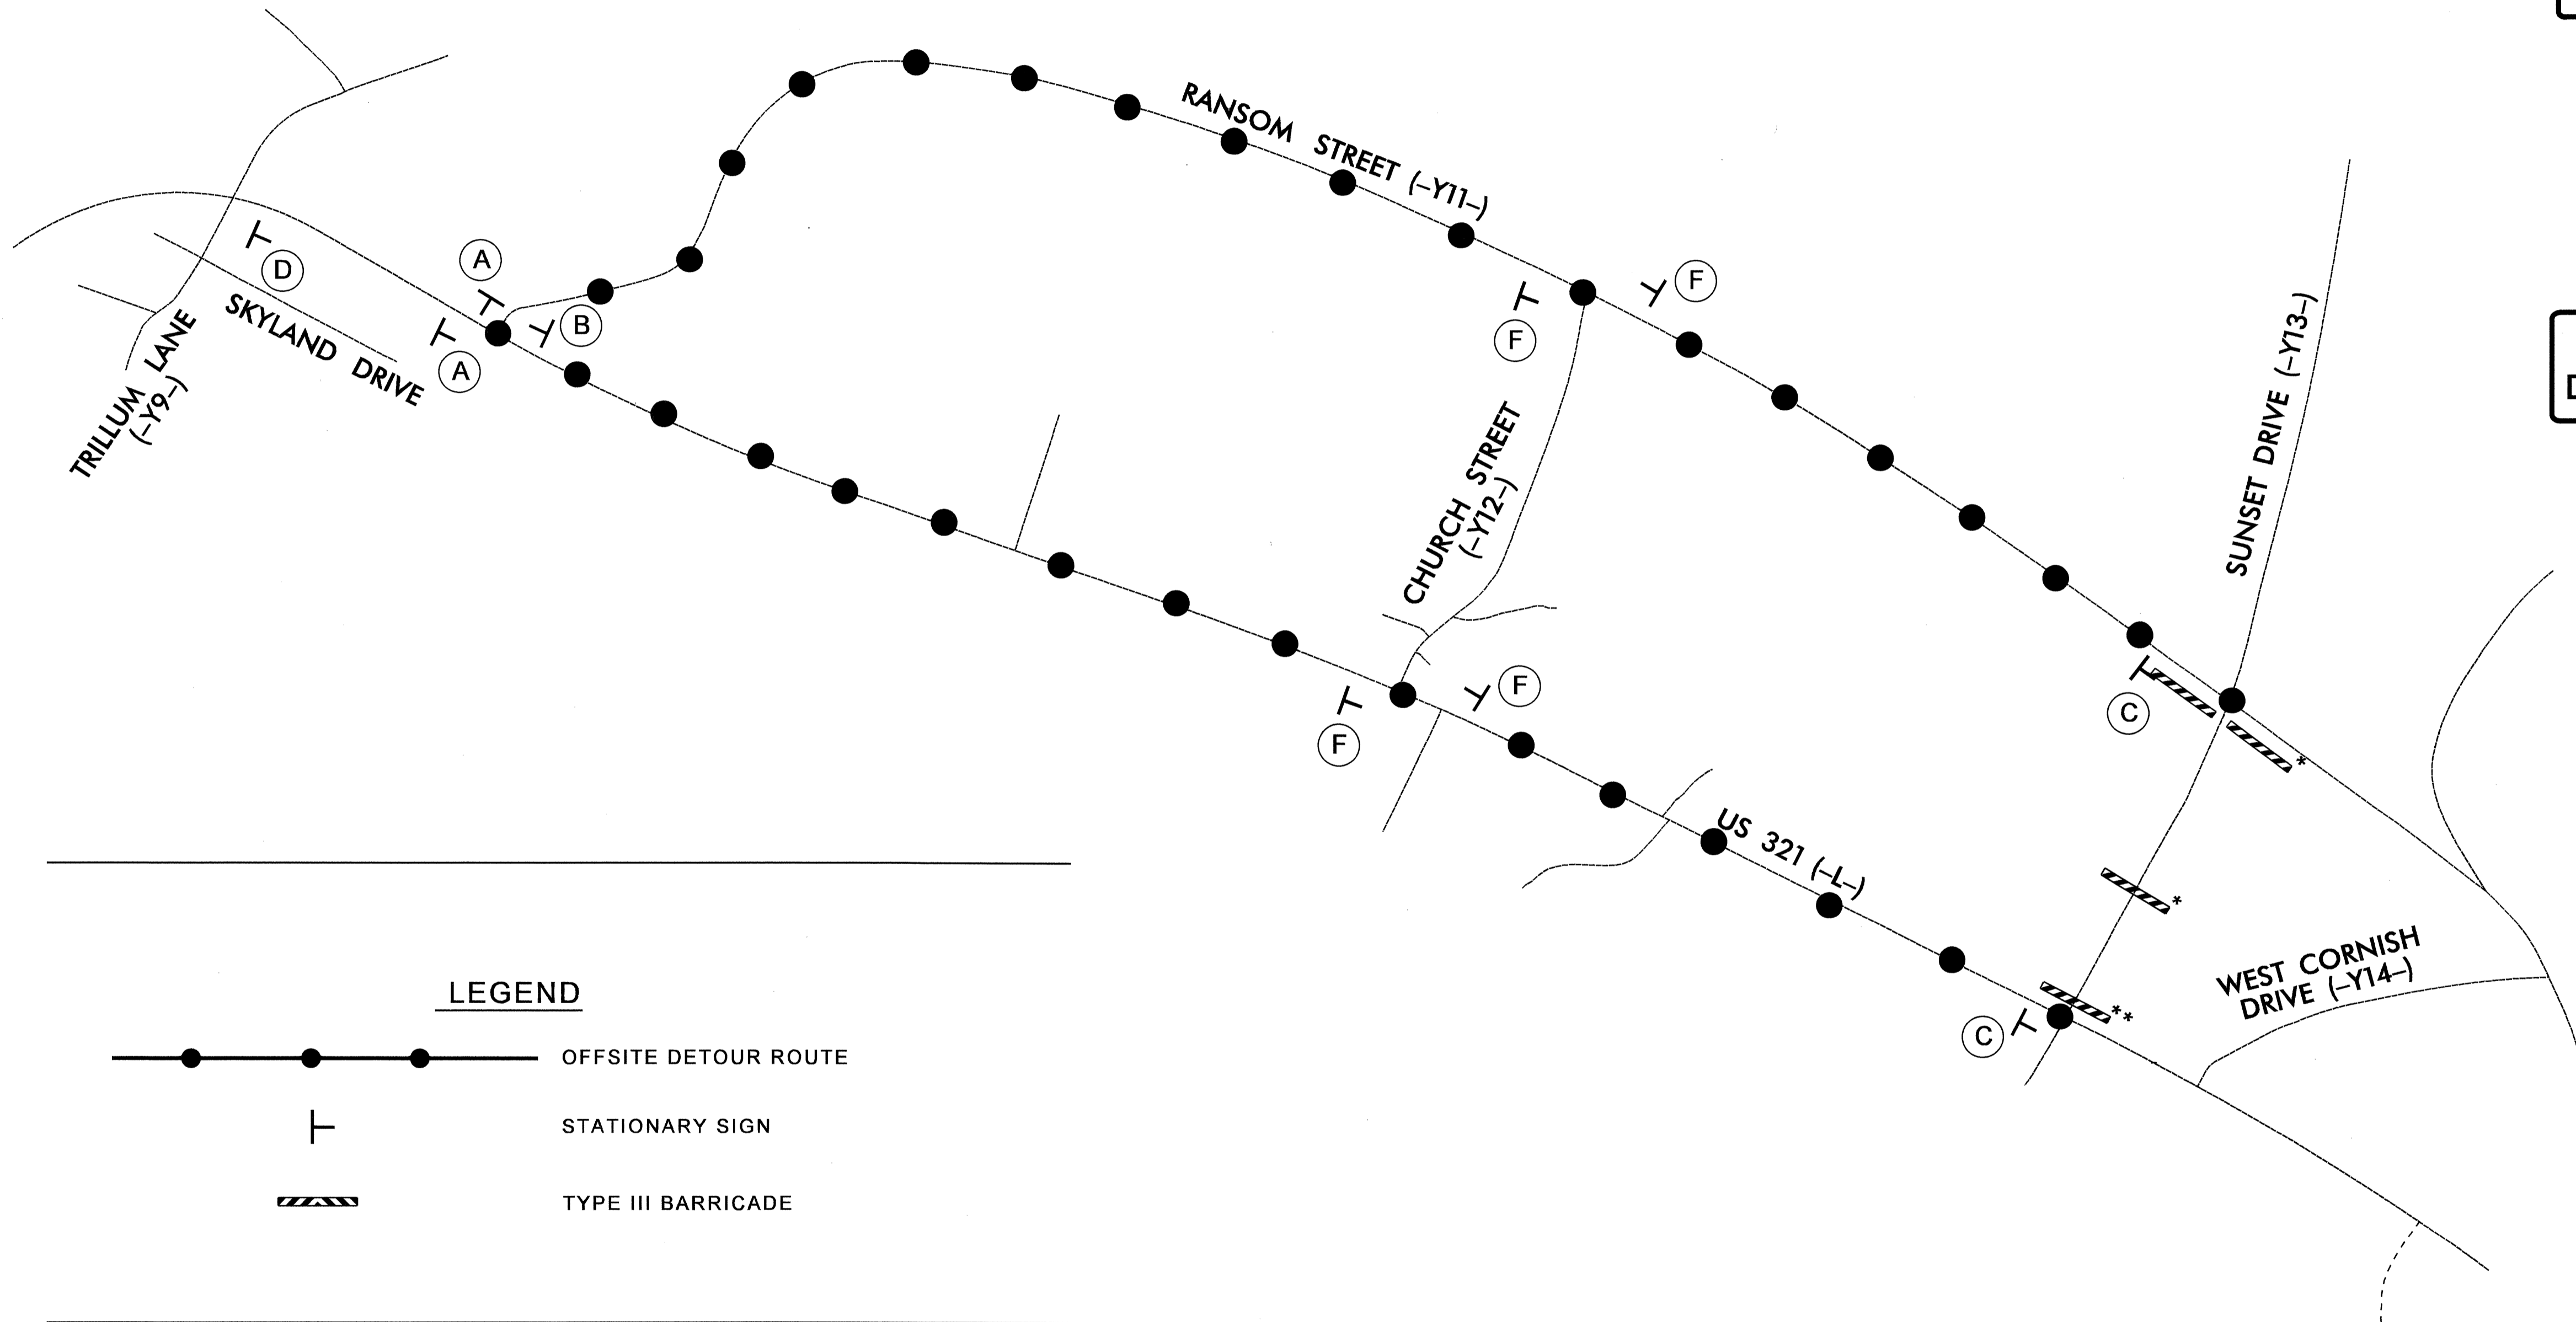 RANSOM STREET (–Y11–)
A
F
D
B
SKYLAND DRIVE
F
A
TRILLUM LANE
(–Y9–)
SUNSET DRIVE (–Y13–)
CHURCH STREET
(–Y12–)
F
C
F
*
US 321 (–L–)
*
WEST CORNISH
DRIVE (–Y14–)
**
C
LEGEND
OFFSITE DETOUR ROUTE
STATIONARY SIGN
TYPE III BARRICADE